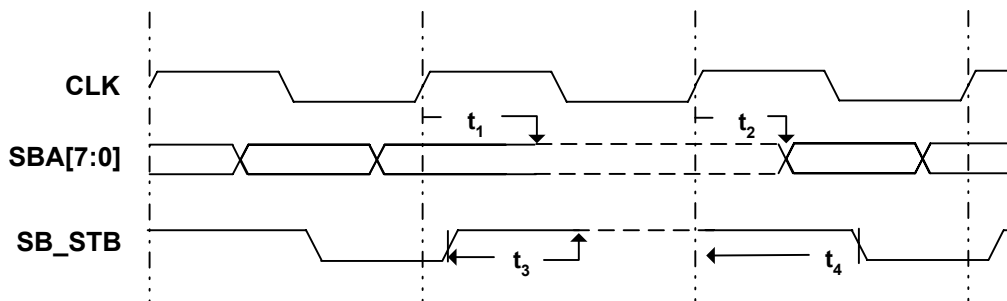 CLK
t1 t2
SBA[7:0]
SB_STB
t3 t4